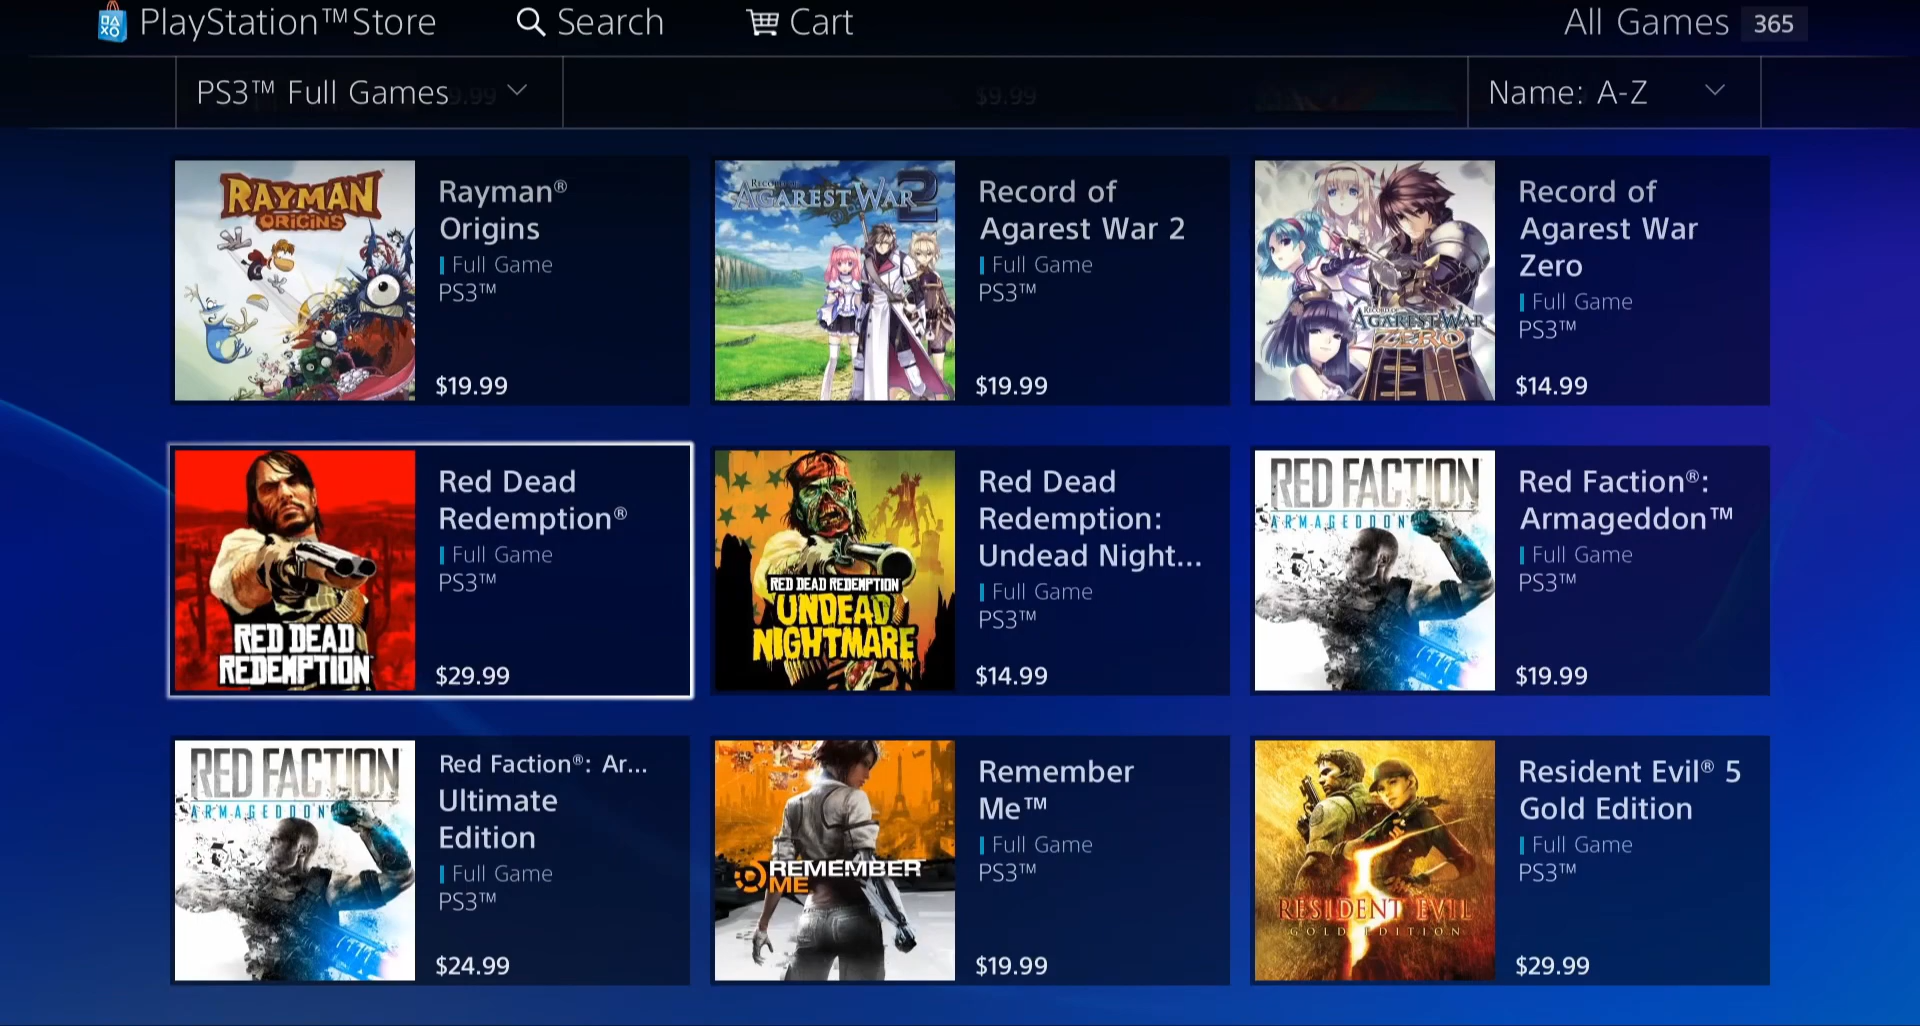 PlayStation™Store
Search
Cart
All Games 365
PS3™ Full Games
$9.99
Name: A-Z
RAYMAN
ORIGINS
Rayman®
Origins
Full Game
PS3™
$19.99
RECORD OF
AGAREST WAR 2
Record of
Agarest War 2
Full Game
PS3™
$19.99
RECORD OF
AGAREST WAR
ZERO
Record of
Agarest War
Zero
Full Game
PS3™
$14.99
RED DEAD
REDEMPTION
Red Dead
Redemption®
Full Game
PS3™
$29.99
RED DEAD REDEMPTION
UNDEAD
NIGHTMARE
Red Dead
Redemption:
Undead Night...
Full Game
PS3™
$14.99
RED FACTION
ARMAGEDDON
Red Faction®:
Armageddon™
Full Game
PS3™
$19.99
RED FACTION
ARMAGEDDON
Red Faction®: Ar...
Ultimate
Edition
Full Game
PS3™
$24.99
REMEMBER
ME
Remember
Me™
Full Game
PS3™
$19.99
RESIDENT EVIL
GOLD EDITION
Resident Evil® 5
Gold Edition
Full Game
PS3™
$29.99